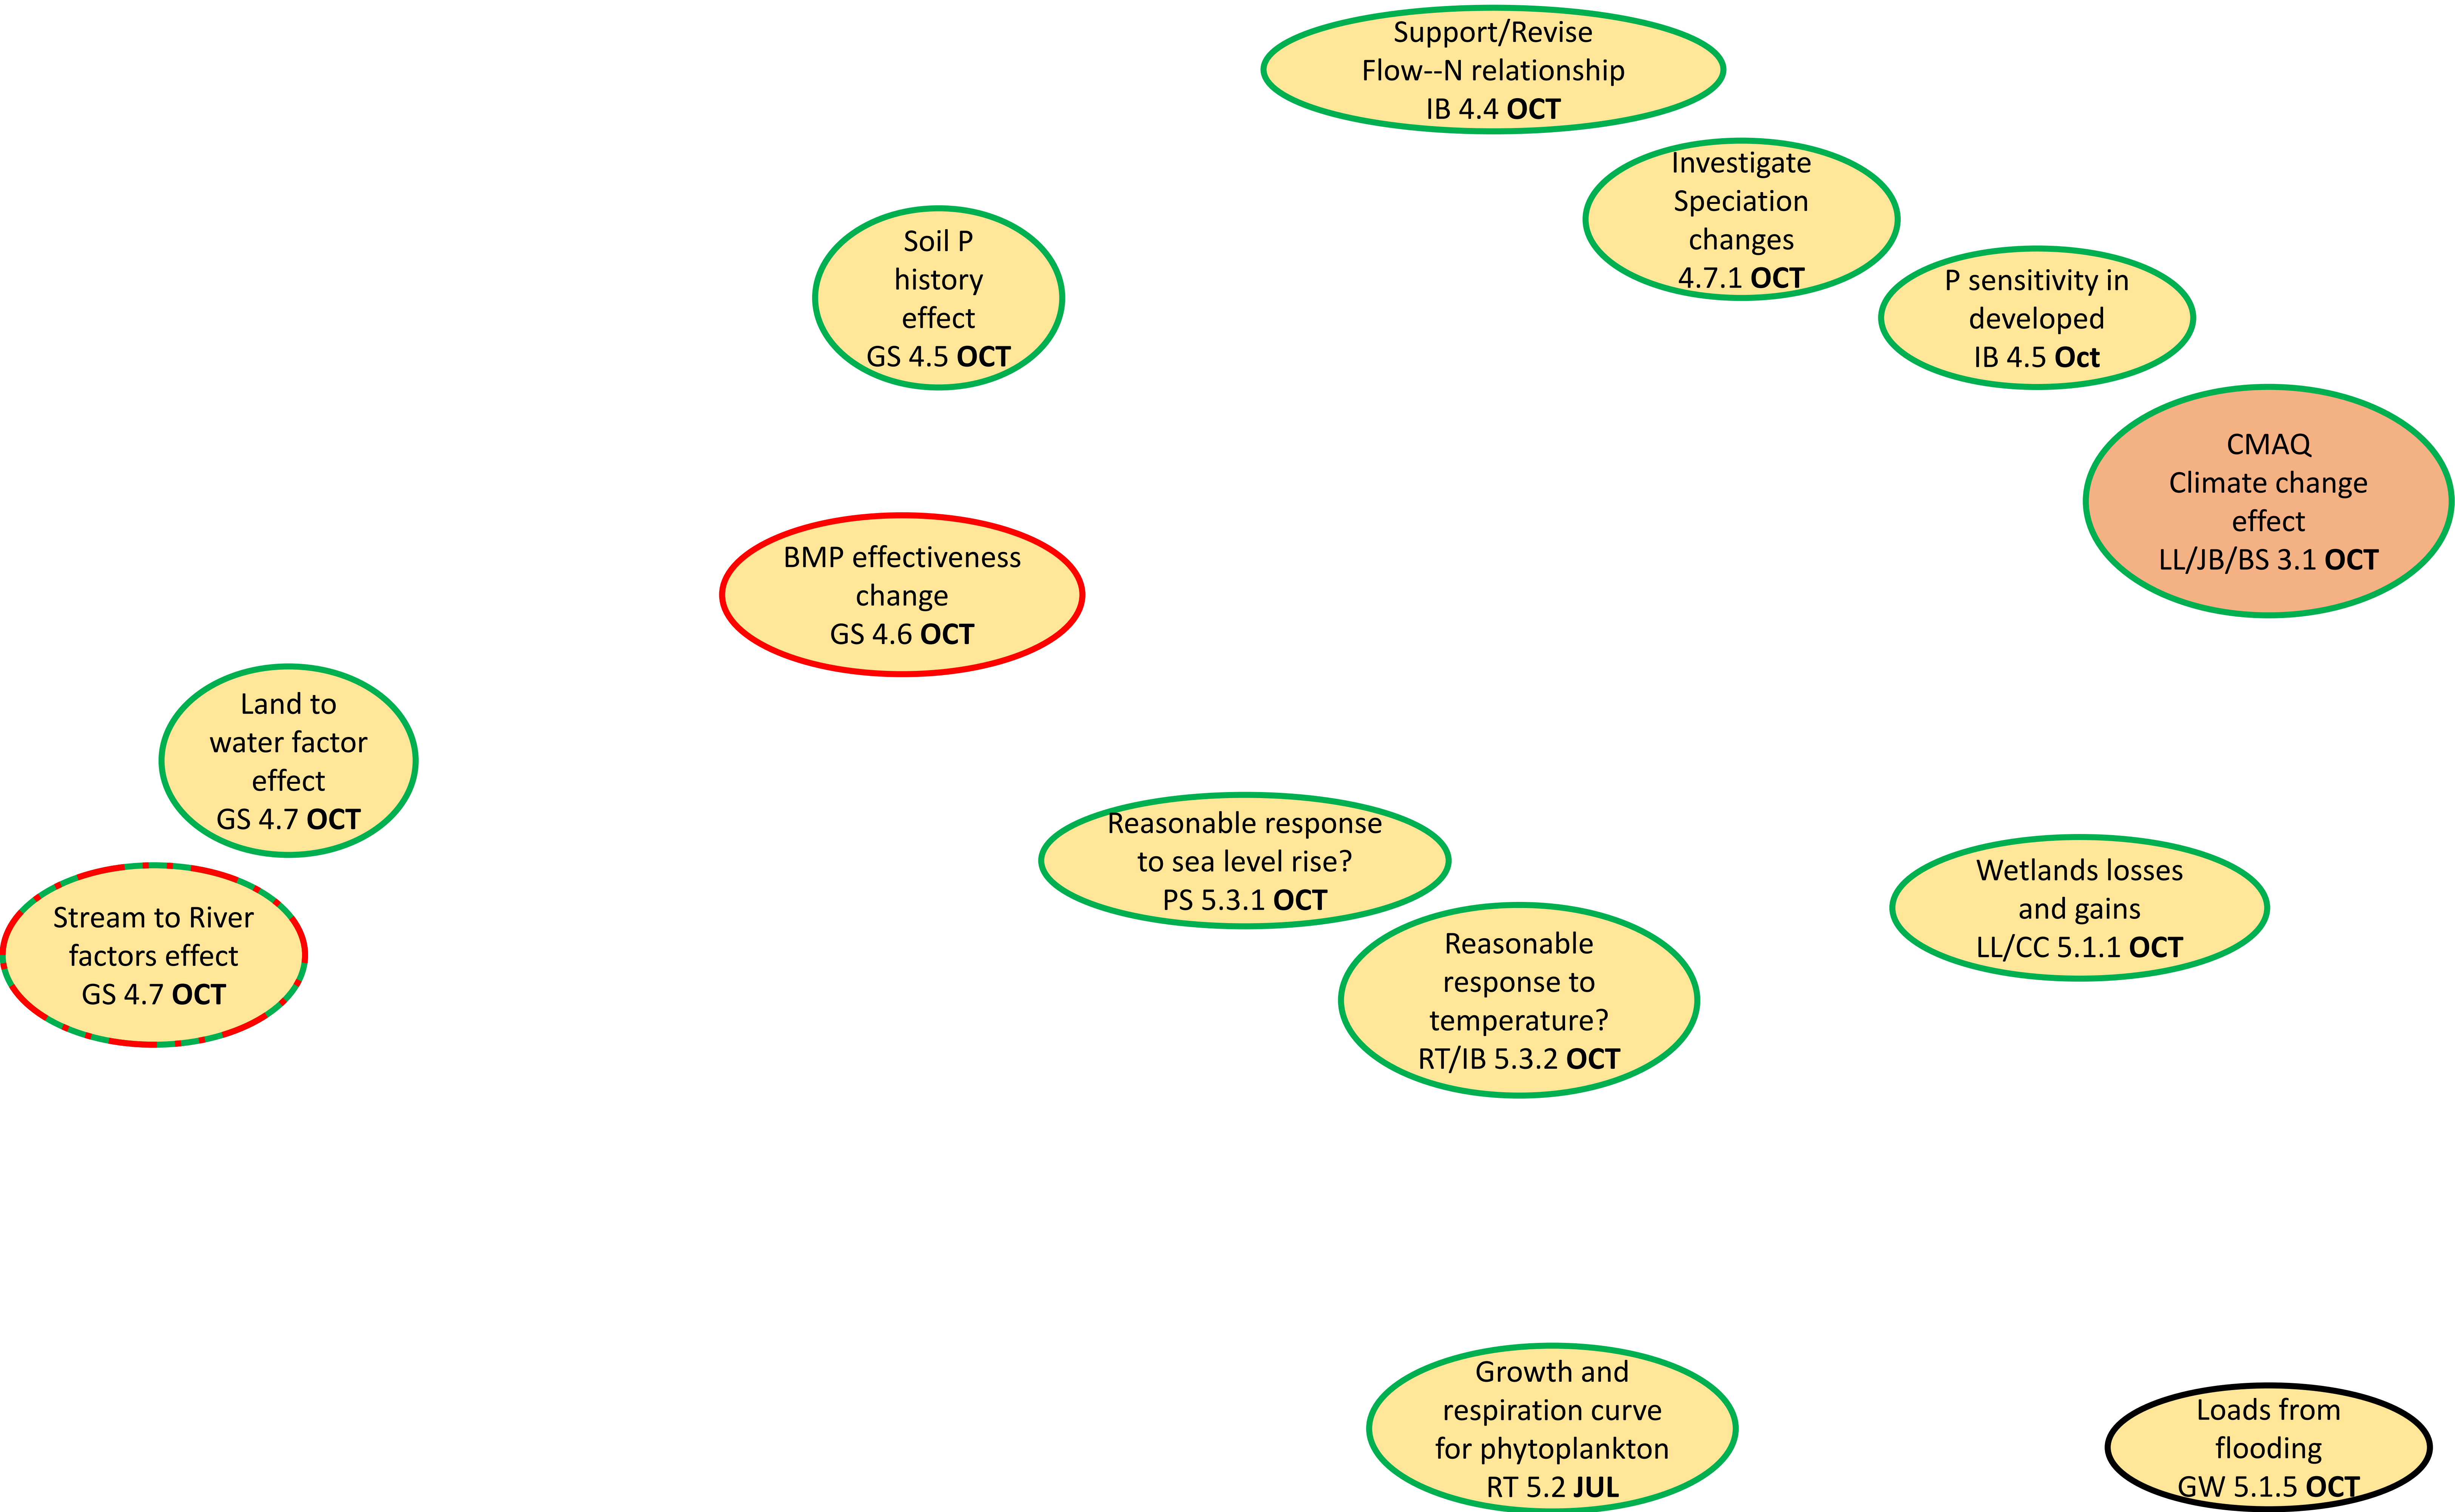 Support/Revise
Flow--N relationship
IB 4.4 OCT
Investigate
Speciation
changes
4.7.1 OCT
Soil P
history
effect
GS 4.5 OCT
P sensitivity in
developed
IB 4.5 Oct
CMAQ
Climate change
effect
LL/JB/BS 3.1 OCT
BMP effectiveness
change
GS 4.6 OCT
Land to
water factor
effect
GS 4.7 OCT
Reasonable response
to sea level rise?
PS 5.3.1 OCT
Wetlands losses
and gains
LL/CC 5.1.1 OCT
Stream to River
factors effect
GS 4.7 OCT
Reasonable
response to
temperature?
RT/IB 5.3.2 OCT
Growth and
respiration curve
for phytoplankton
RT 5.2 JUL
Loads from
flooding
GW 5.1.5 OCT